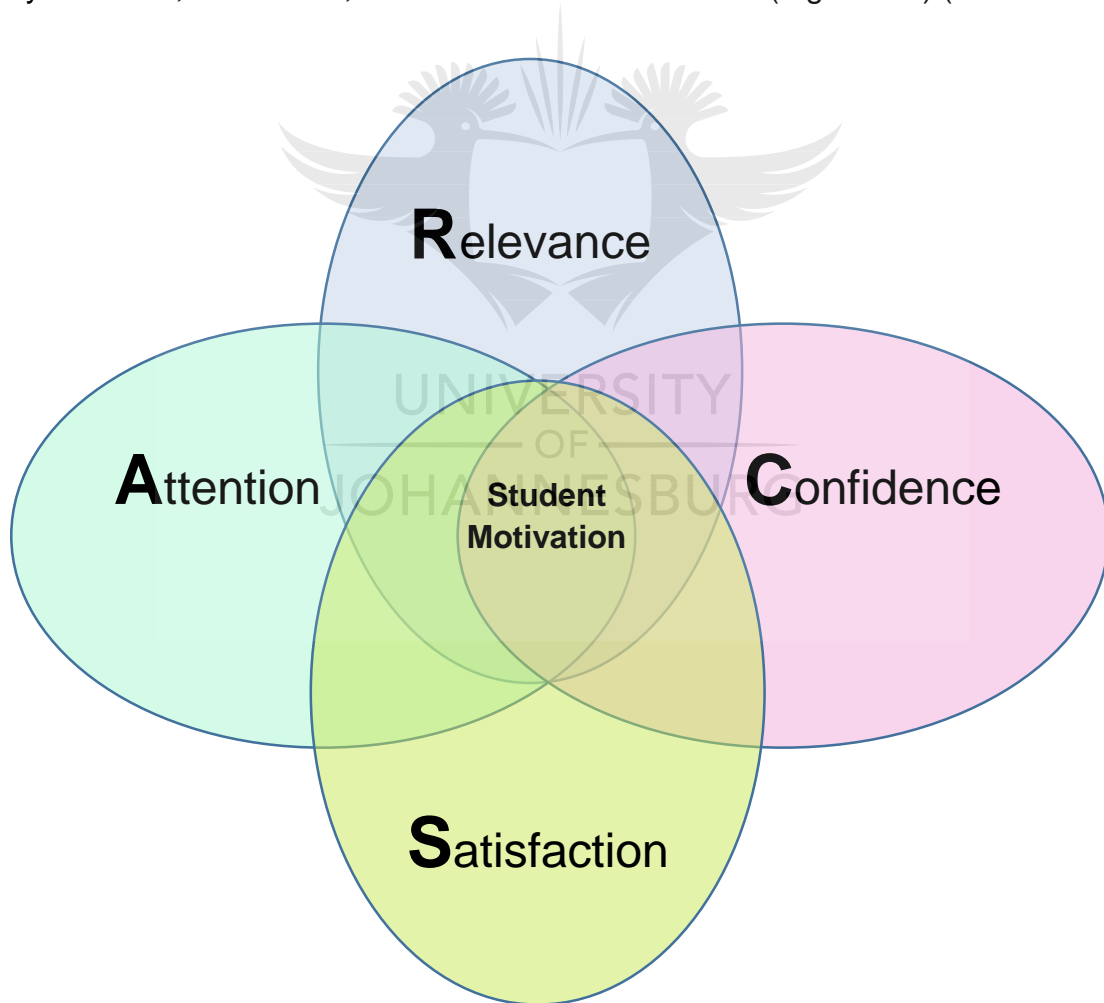 Relevance
UNIVERSITY
OF
Attention
JOHANNESBURG
Student
Motivation
Confidence
Satisfaction